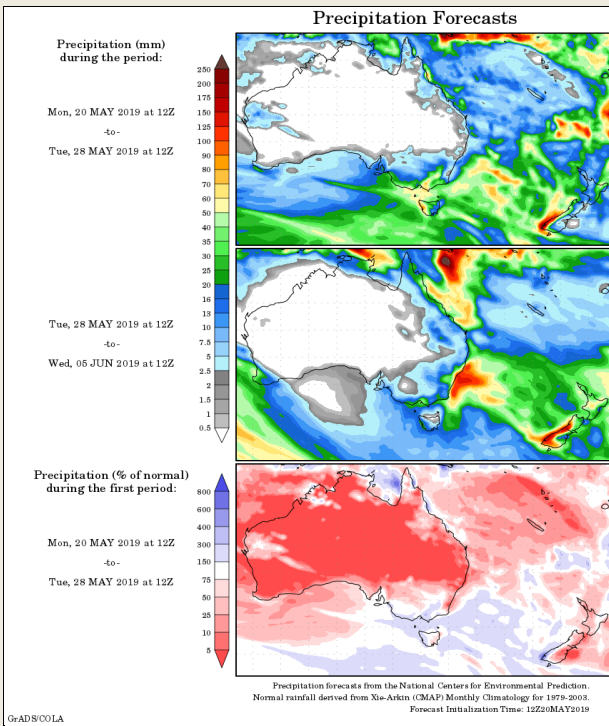 Precipitation Forecasts
Precipitation (mm)
during the period:
Mon, 20 MAY 2019 at 12Z
-to-
Tue, 28 MAY 2019 at 12Z
250
200
175
150
125
100
90
80
70
60
50
40
35
30
25
20
16
13
10
7.5
5
2.5
2
1.5
1
0.5
Tue, 28 MAY 2019 at 12Z
-to-
Wed, 05 JUN 2019 at 12Z
Precipitation (% of normal)
during the first period:
Mon, 20 MAY 2019 at 12Z
-to-
Tue, 28 MAY 2019 at 12Z
800
600
400
300
150
75
50
25
10
5
Precipitation forecasts from the National Centers for Environmental Prediction.
Normal rainfall derived from Xie-Arkin (CMAP) Monthly Climatology for 1979-2003.
Forecast Initialization Time: 12Z20MAY2019
GrADS/COLA